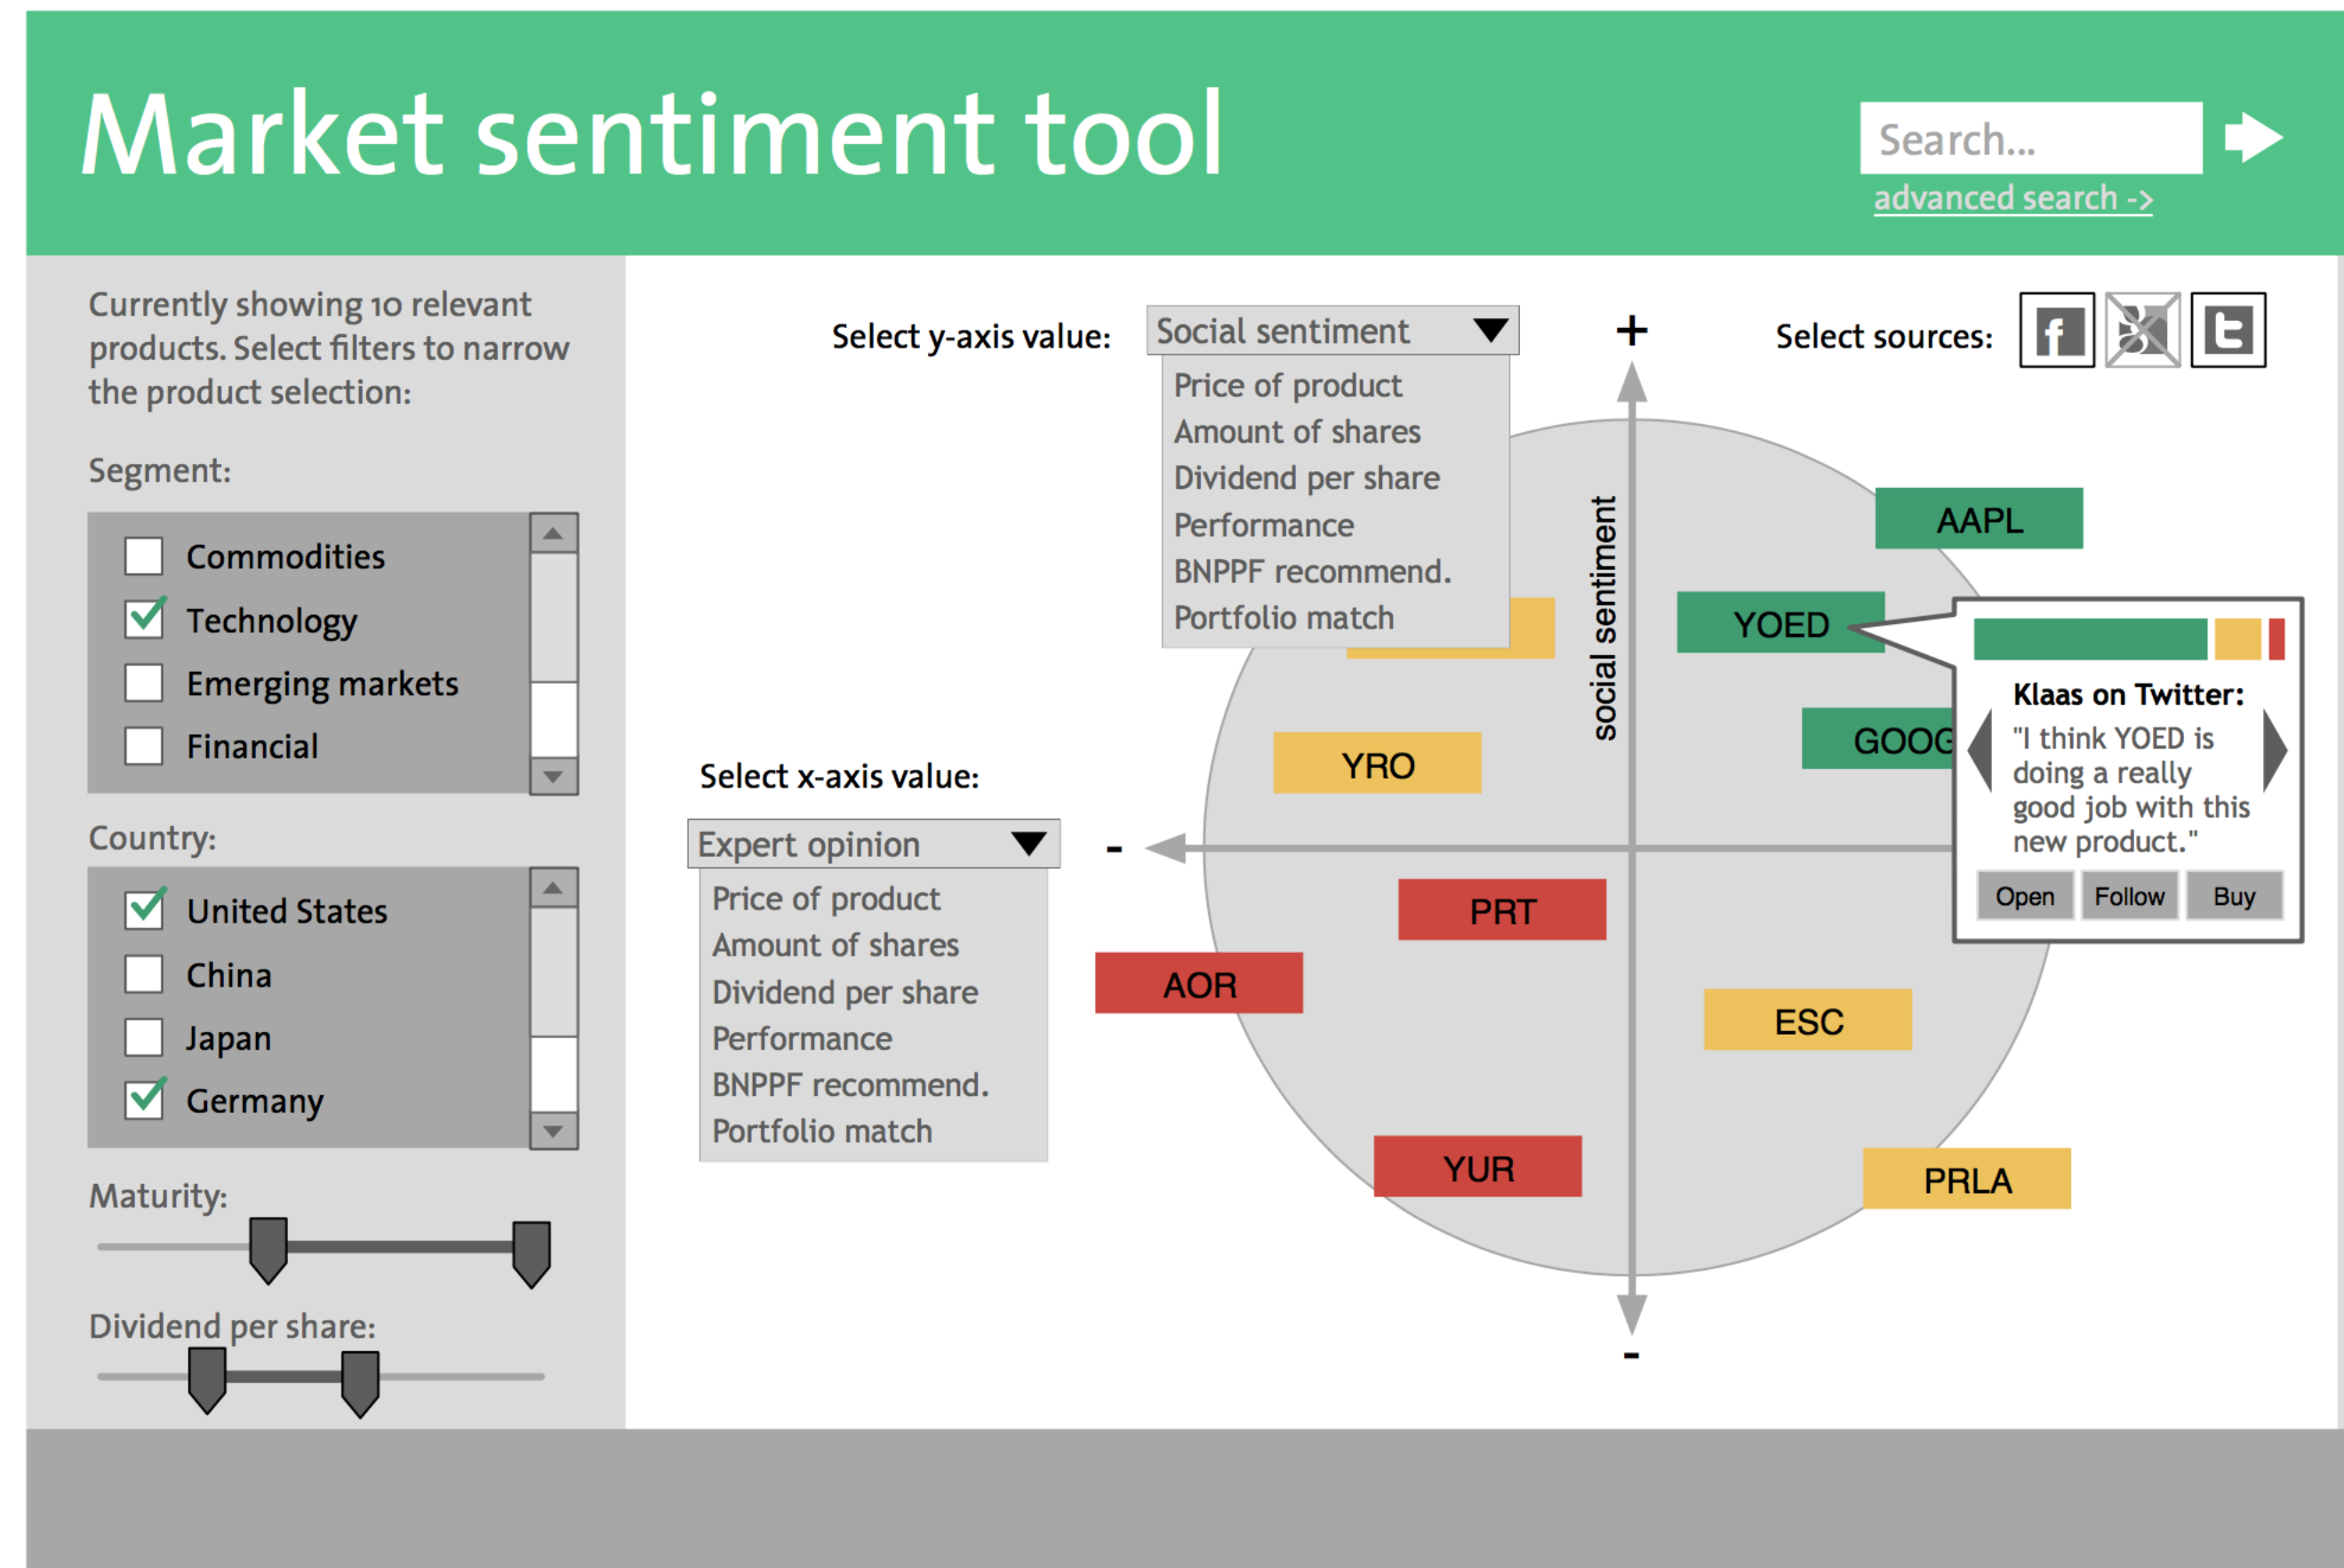 Market sentiment tool
Search...
advanced search ->
Currently showing 10 relevant
products. Select filters to narrow
the product selection:
Segment:
Commodities
Technology
Emerging markets
Financial
Country:
United States
China
Japan
Germany
Maturity:
Dividend per share:
Select y-axis value:
Social sentiment
Price of product
Amount of shares
Dividend per share
Performance
BNPPF recommend.
Portfolio match
+
Select sources:
f
g
t
social sentiment
AAPL
YOED
GOOG
YRO
Klaas on Twitter:
"I think YOED is
doing a really
good job with this
new product."
Open
Follow
Buy
Select x-axis value:
Expert opinion
Price of product
Amount of shares
Dividend per share
Performance
BNPPF recommend.
Portfolio match
-
PRT
AOR
ESC
YUR
PRLA
-